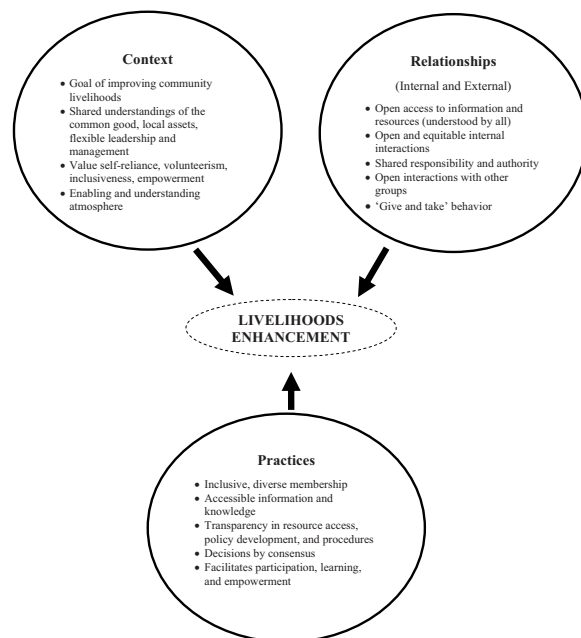 Context
• Goal of improving community
livelihoods
• Shared understandings of the
common good, local assets,
flexible leadership and
management
• Value self-reliance, volunteerism,
inclusiveness, empowerment
• Enabling and understanding
atmosphere
Relationships
(Internal and External)
• Open access to information and
resources (understood by all)
• Open and equitable internal
interactions
• Shared responsibility and authority
• Open interactions with other
groups
• ‘Give and take’ behavior
LIVELIHOODS
ENHANCEMENT
Practices
• Inclusive, diverse membership
• Accessible information and
knowledge
• Transparency in resource access,
policy development, and procedures
• Decisions by consensus
• Facilitates participation, learning,
and empowerment